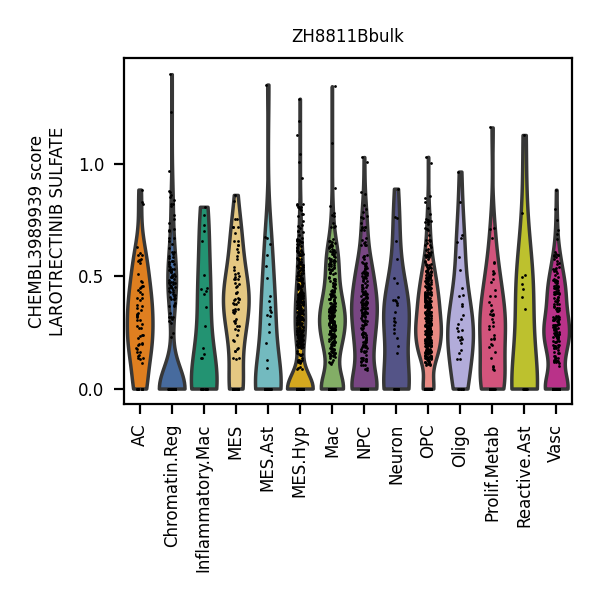 ZH8811Bbulk
CHEMBL3989939 score
LAROTRECTINIB SULFATE
1.0
0.5
0.0
AC
Chromatin.Reg
Inflammatory.Mac
MES
MES.Ast
MES.Hyp
Mac
NPC
Neuron
OPC
Oligo
Prolif.Metab
Reactive.Ast
Vasc